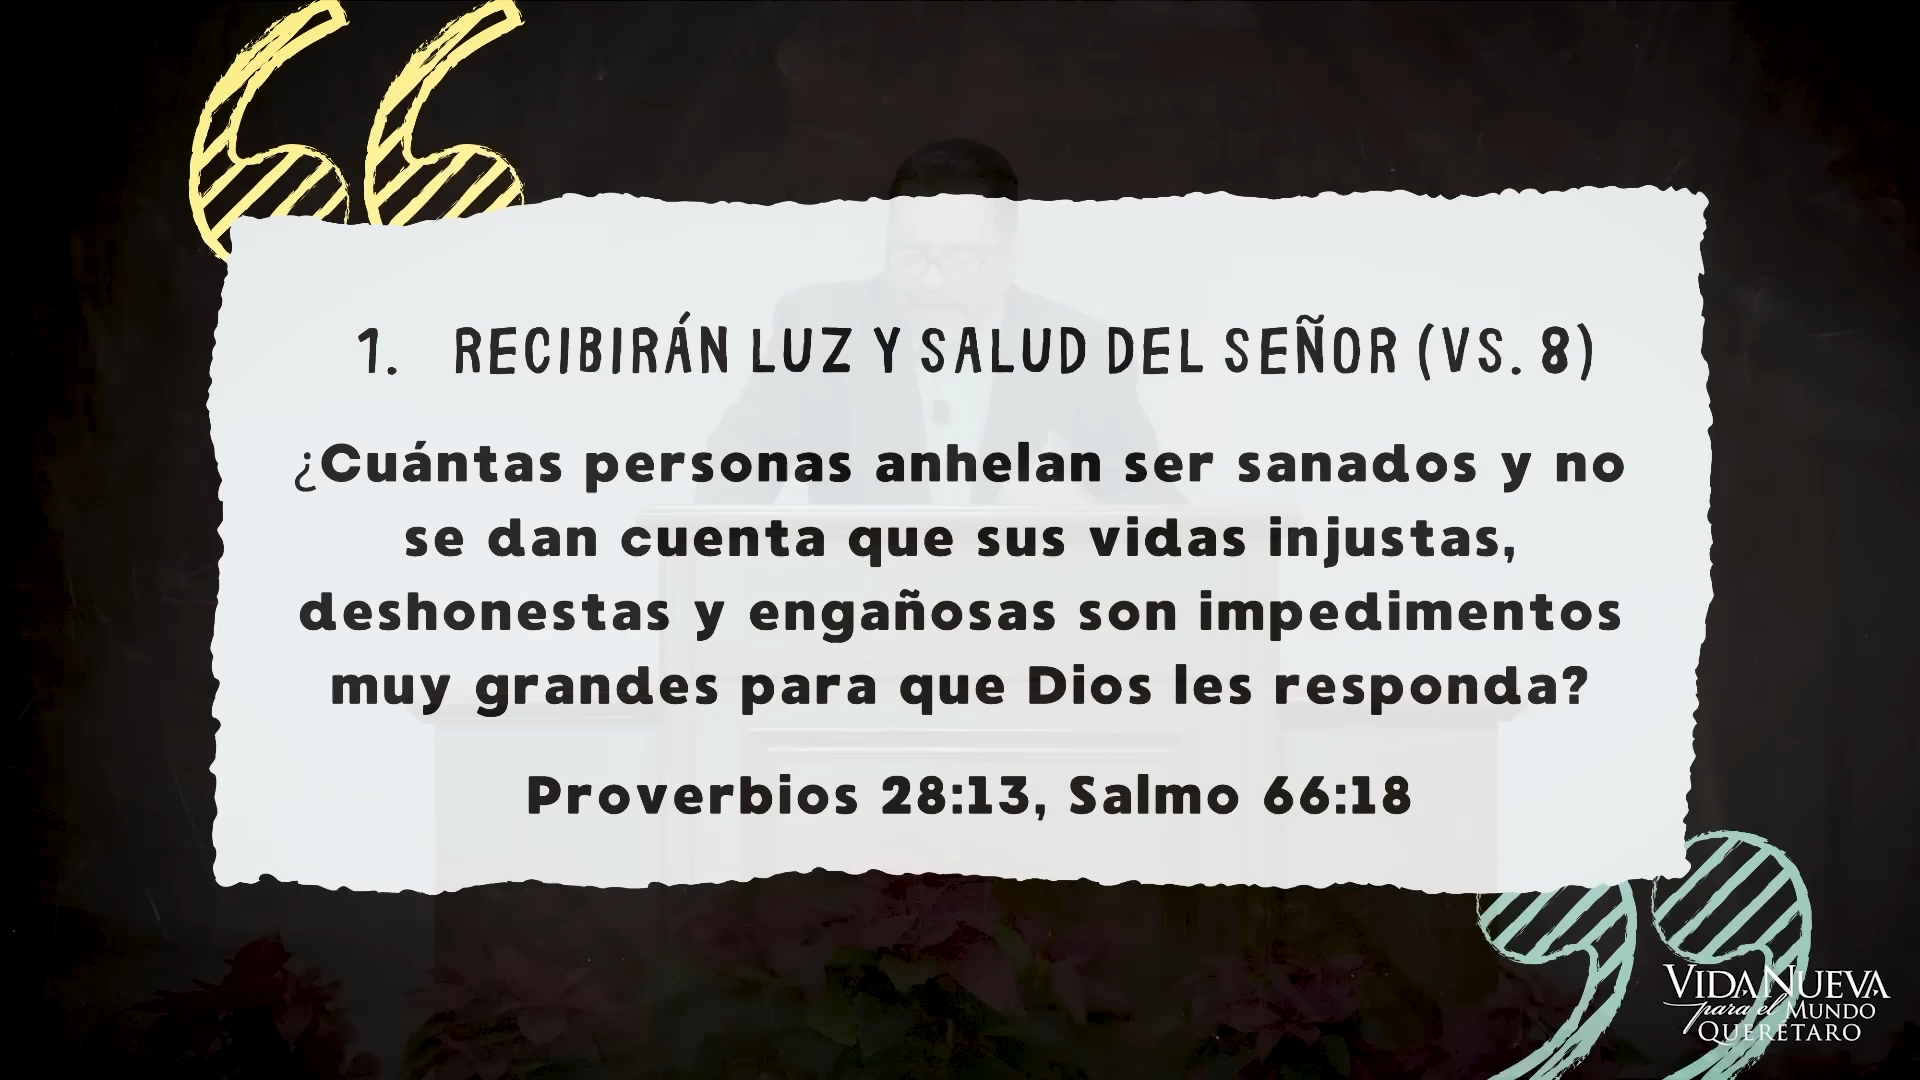 1. RECIBIRÁN LUZ Y SALUD DEL SEÑOR (VS. 8)
¿Cuántas personas anhelan ser sanados y no
se dan cuenta que sus vidas injustas,
deshonestas y engañosas son impedimentos
muy grandes para que Dios les responda?
Proverbios 28:13, Salmo 66:18
VIDA NUEVA
para el MUNDO
QUERÉTARO